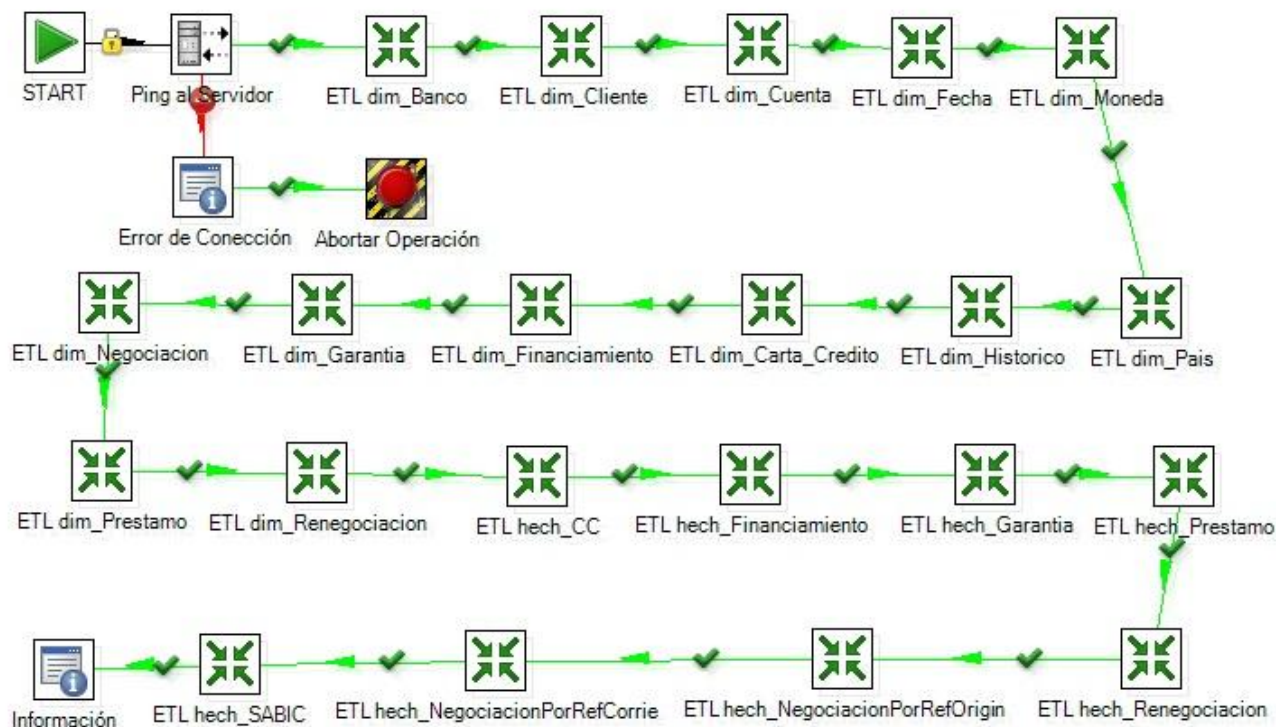 START
Ping al Servidor
ETL dim_Banco
ETL dim_Cliente
ETL dim_Cuenta
ETL dim_Fecha
ETL dim_Moneda
Error de Conección
Abortar Operación
ETL dim_Negociacion
ETL dim_Garantia
ETL dim_Financiamiento
ETL dim_Carta_Credito
ETL dim_Historico
ETL dim_Pais
ETL dim_Prestamo
ETL dim_Renegociacion
ETL hech_CC
ETL hech_Financiamiento
ETL hech_Garantia
ETL hech_Prestamo
Información
ETL hech_SABIC
ETL hech_NegociacionPorRefCorrie
ETL hech_NegociacionPorRefOrigin
ETL hech_Renegociacion